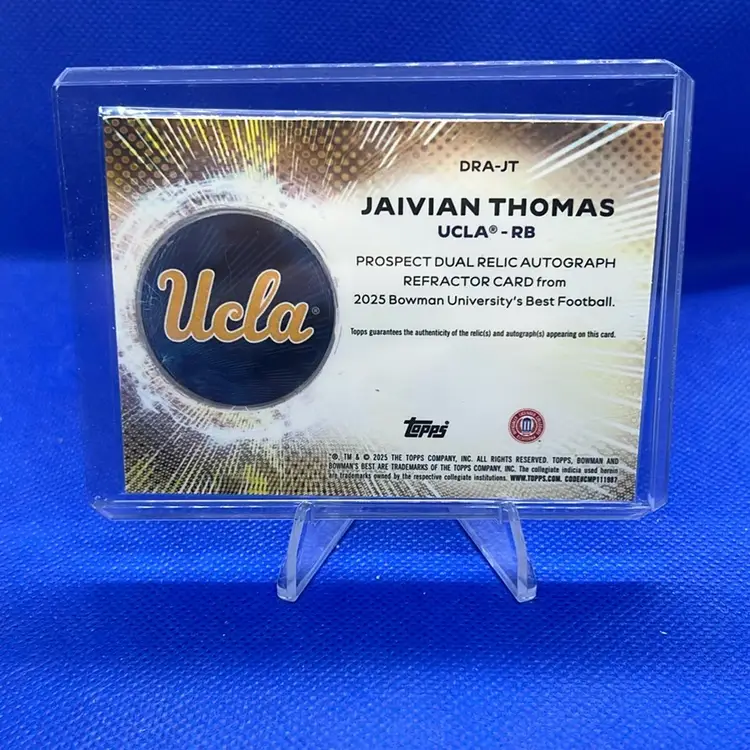 DRA-JT
JAIVIAN THOMAS
UCLA® - RB
PROSPECT DUAL RELIC AUTOGRAPH
REFRACTOR CARD from
2025 Bowman University's Best Football.
Ucla®
Topps guarantees the authenticity of the relic(s) and autograph(s) appearing on this card.
topps
®, TM & © 2025 THE TOPPS COMPANY, INC. ALL RIGHTS RESERVED. TOPPS, BOWMAN AND
BOWMAN'S BEST ARE TRADEMARKS OF THE TOPPS COMPANY, INC. The collegiate indicia used herein
are trademarks owned by the respective collegiate institutions. WWW.TOPPS.COM. CODE#CMP111987